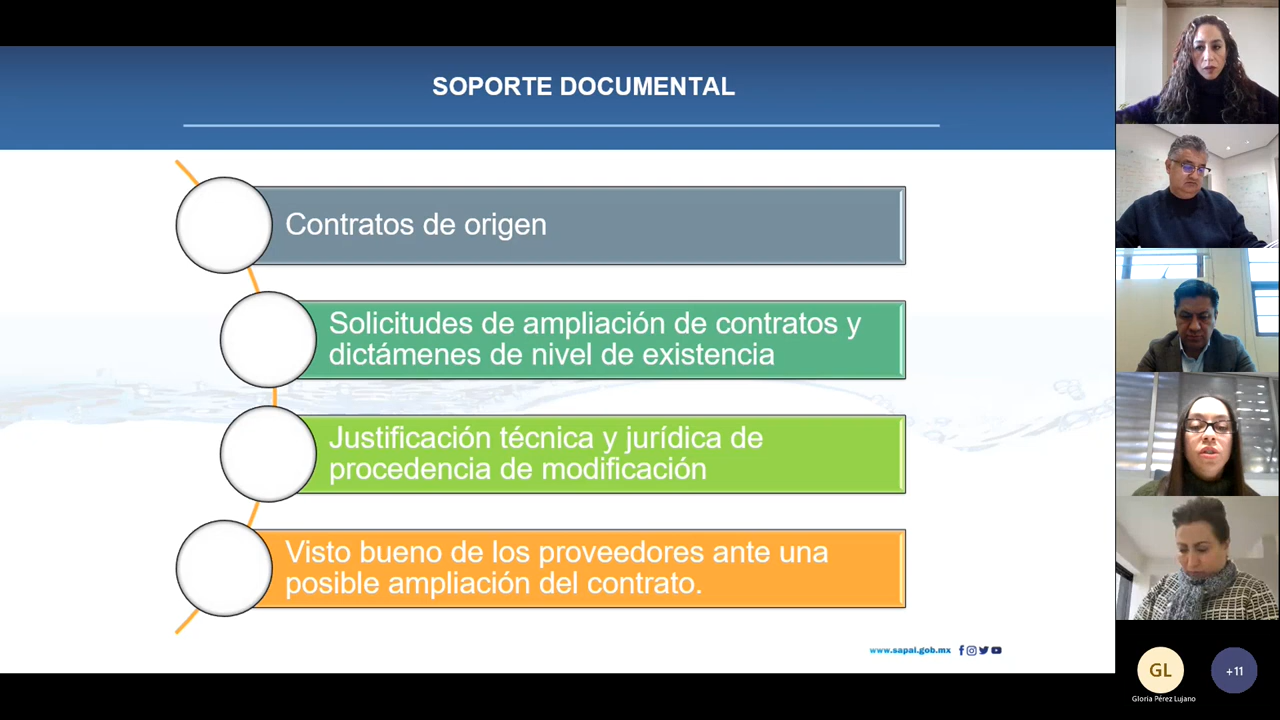 SOPORTE DOCUMENTAL
Contratos de origen
Solicitudes de ampliación de contratos y
dictámenes de nivel de existencia
Justificación técnica y jurídica de
procedencia de modificación
Visto bueno de los proveedores ante una
posible ampliación del contrato.
www.sapal.gob.mx
GL
+11
Gloria Pérez Lujano